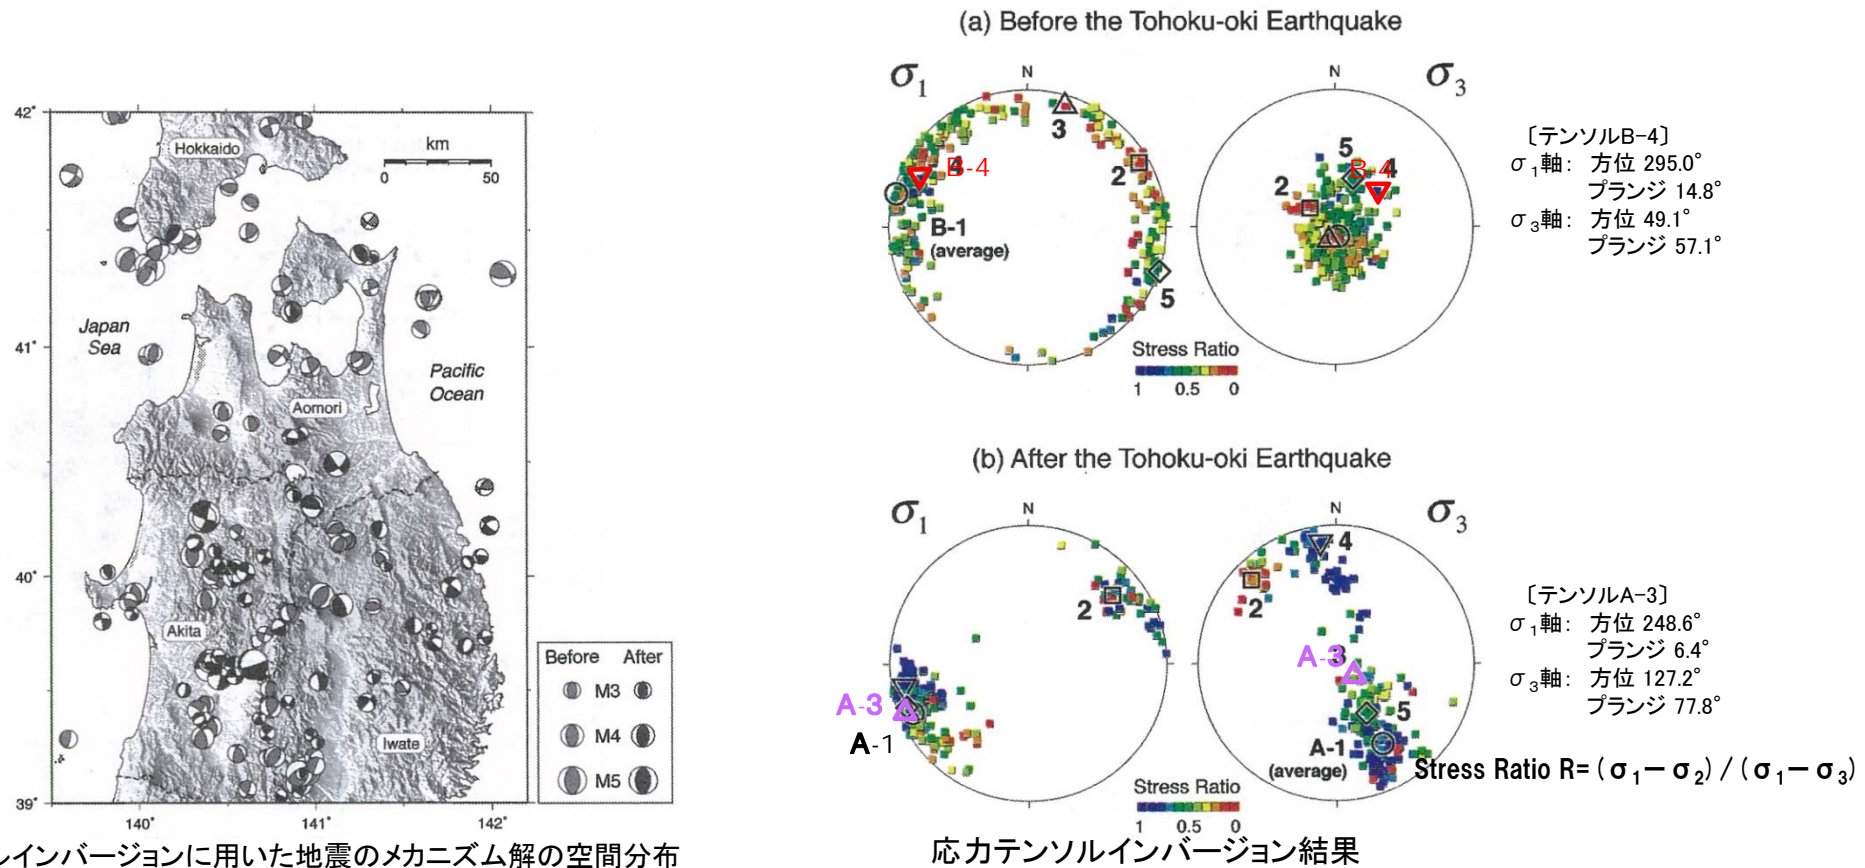 42°
41°
40°
39°
140°
141°
142°
Hokkaido
km
0
50
Japan
Sea
Pacific
Ocean
Aomori
Akita
Iwate
Before After
M3
M4
M5
インバージョンに用いた地震のメカニズム解の空間分布
(a) Before the Tohoku-oki Earthquake
σ1
N
3
B-4
2
B-1
(average)
5
Stress Ratio
1 0.5 0
N
σ3
5
B-4
4
2
〔テンソルB-4〕
σ1軸: 方位 295.0°
プランジ 14.8°
σ3軸: 方位 49.1°
プランジ 57.1°
(b) After the Tohoku-oki Earthquake
σ1
N
2
A-3
A-1
Stress Ratio
1 0.5 0
N
σ3
4
2
A-3
5
A-1
(average)
〔テンソルA-3〕
σ1軸: 方位 248.6°
プランジ 6.4°
σ3軸: 方位 127.2°
プランジ 77.8°
Stress Ratio R=(σ1－σ2)/(σ1－σ3)
応力テンソルインバージョン結果